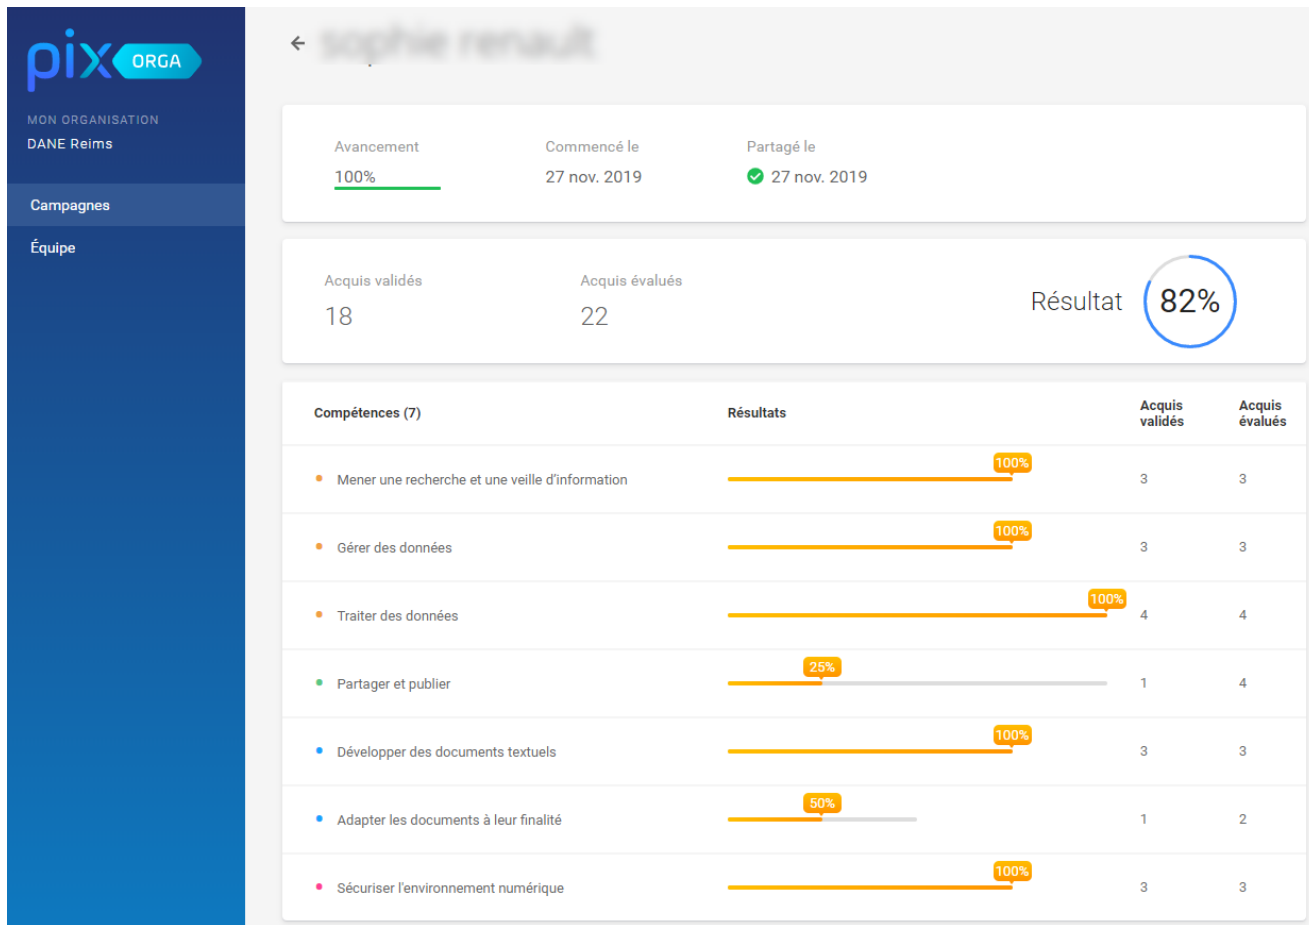 pix ORGA
MON ORGANISATION
DANE Reims
Campagnes
Équipe
Avancement Commencé le Partagé le
100% 27 nov. 2019 27 nov. 2019
Acquis validés Acquis évalués
18 22 Résultat 82%
Compétences (7) Résultats Acquis validés Acquis évalués
Mener une recherche et une veille d'information 100% 3 3
Gérer des données 100% 3 3
Traiter des données 100% 4 4
Partager et publier 25% 1 4
Développer des documents textuels 100% 3 3
Adapter les documents à leur finalité 50% 1 2
Sécuriser l'environnement numérique 100% 3 3